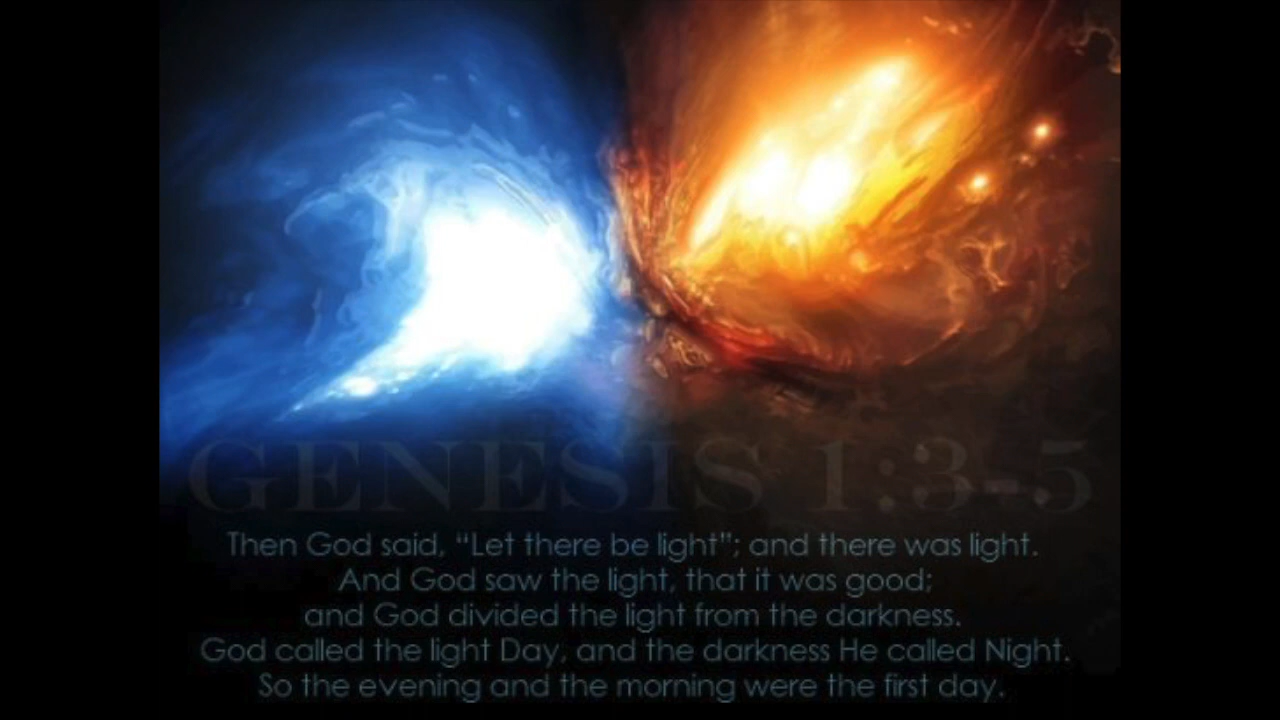 GENESIS 1:3-5
Then God said, “Let there be light”; and there was light.
And God saw the light, that it was good;
and God divided the light from the darkness.
God called the light Day, and the darkness He called Night.
So the evening and the morning were the first day.